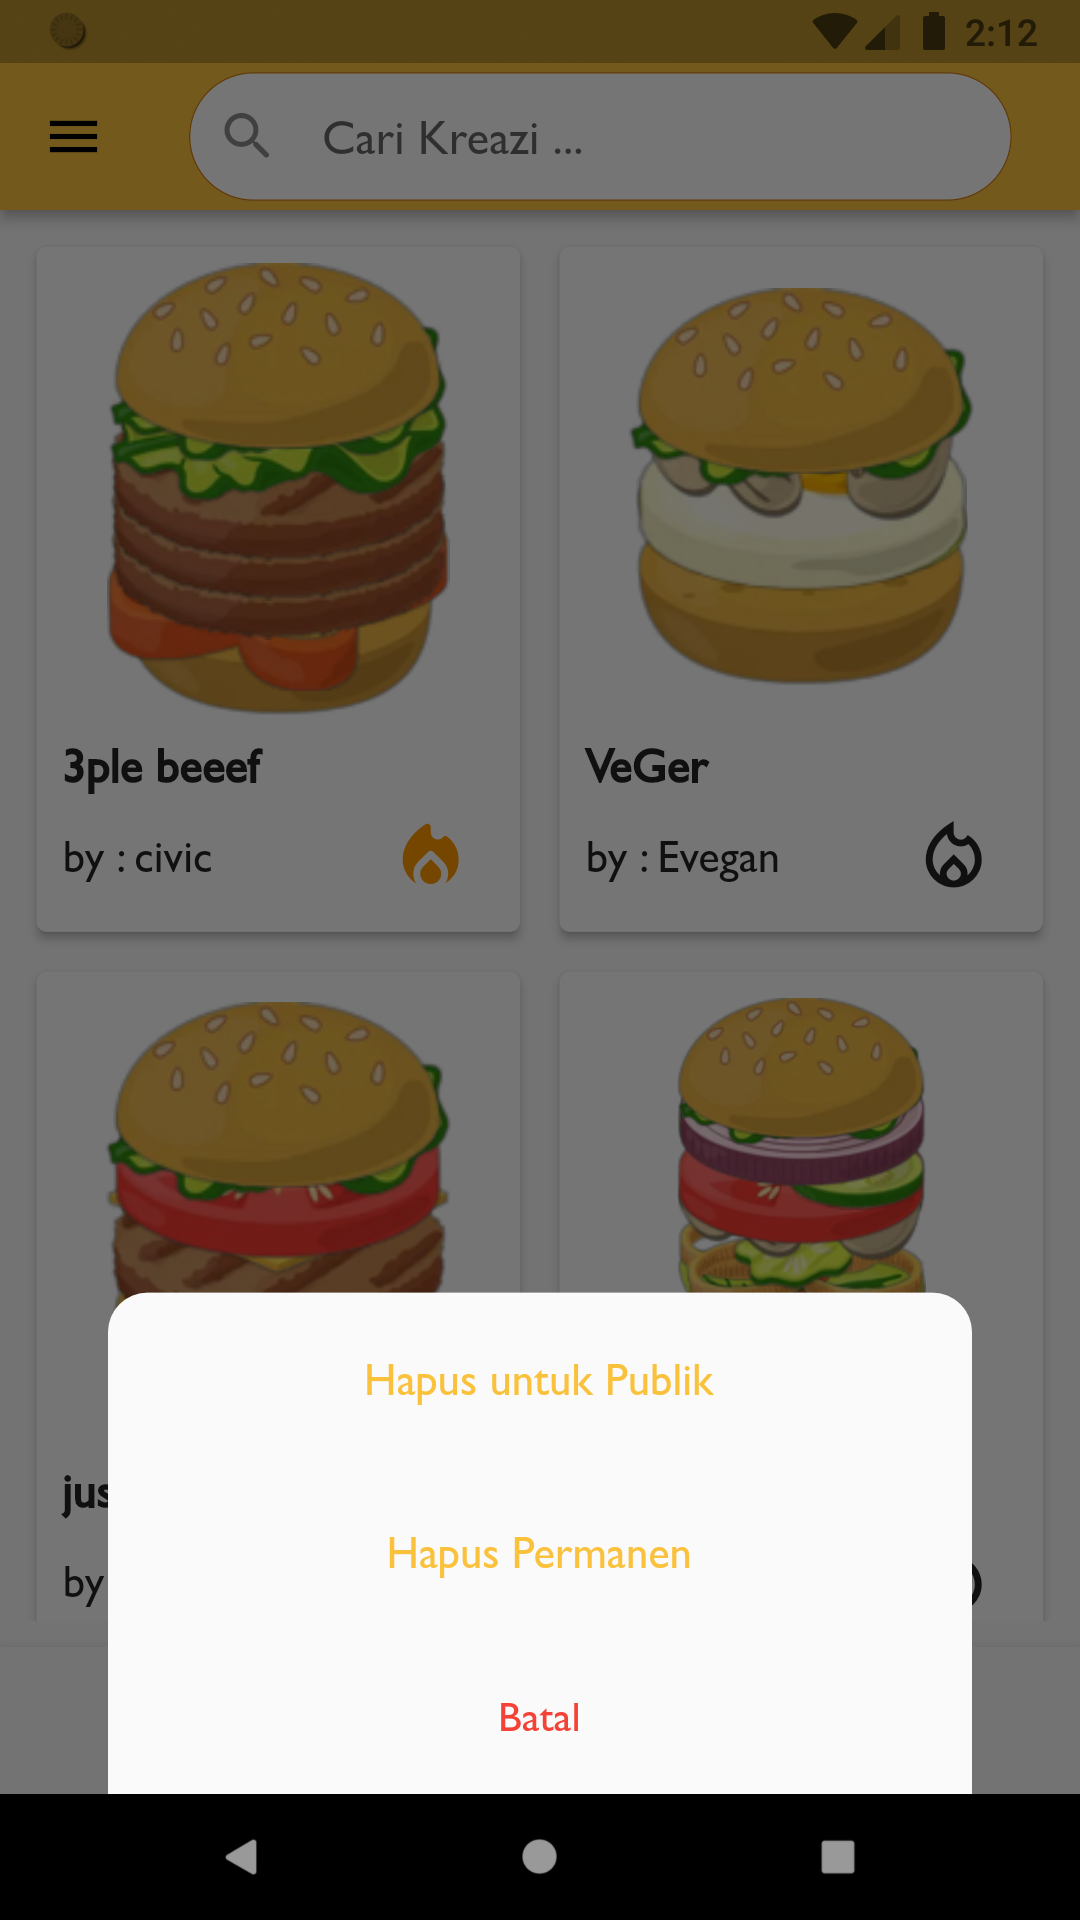 2:12
Cari Kreazi ...
3ple beeef
VeGer
by : civic
by : Evegan
jus
by
Hapus untuk Publik
Hapus Permanen
Batal